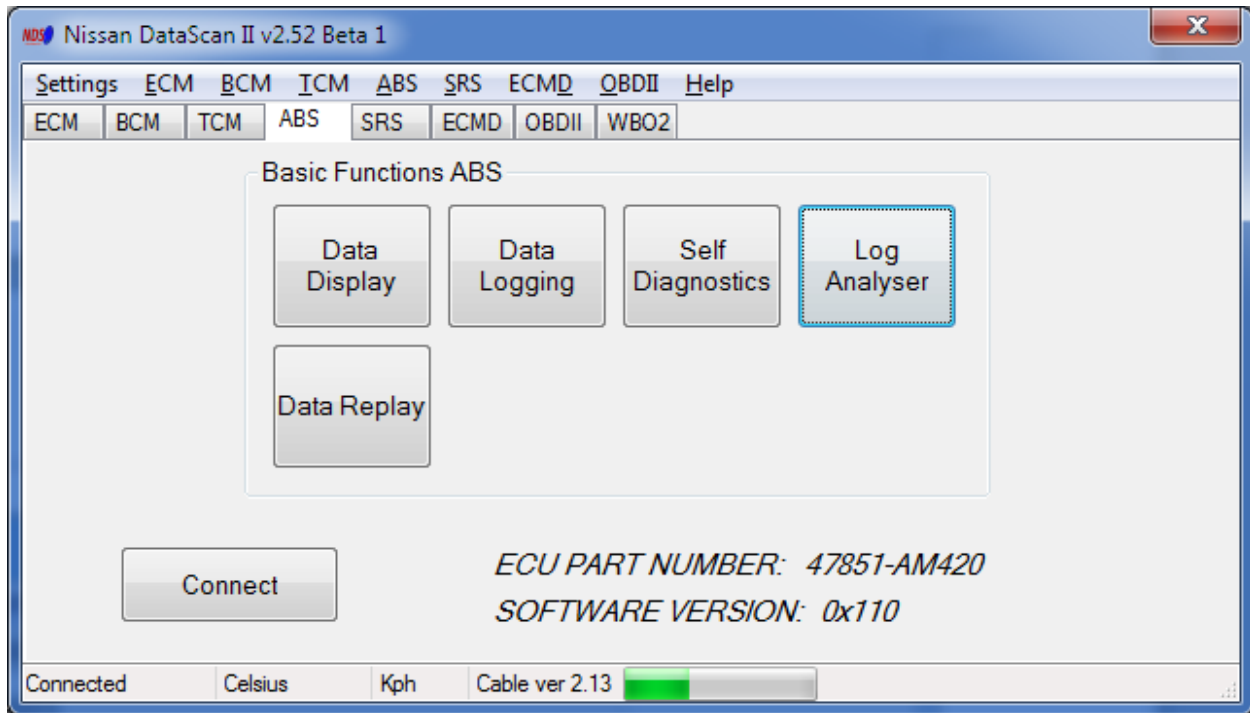 NDS Nissan DataScan II v2.52 Beta 1
X
Settings ECM BCM TCM ABS SRS ECMD OBDII Help
ECM BCM TCM ABS SRS ECMD OBDII WBO2
Basic Functions ABS
Data Display
Data Logging
Self Diagnostics
Log Analyser
Data Replay
Connect
ECU PART NUMBER: 47851-AM420
SOFTWARE VERSION: 0x110
Connected Celsius Kph Cable ver 2.13